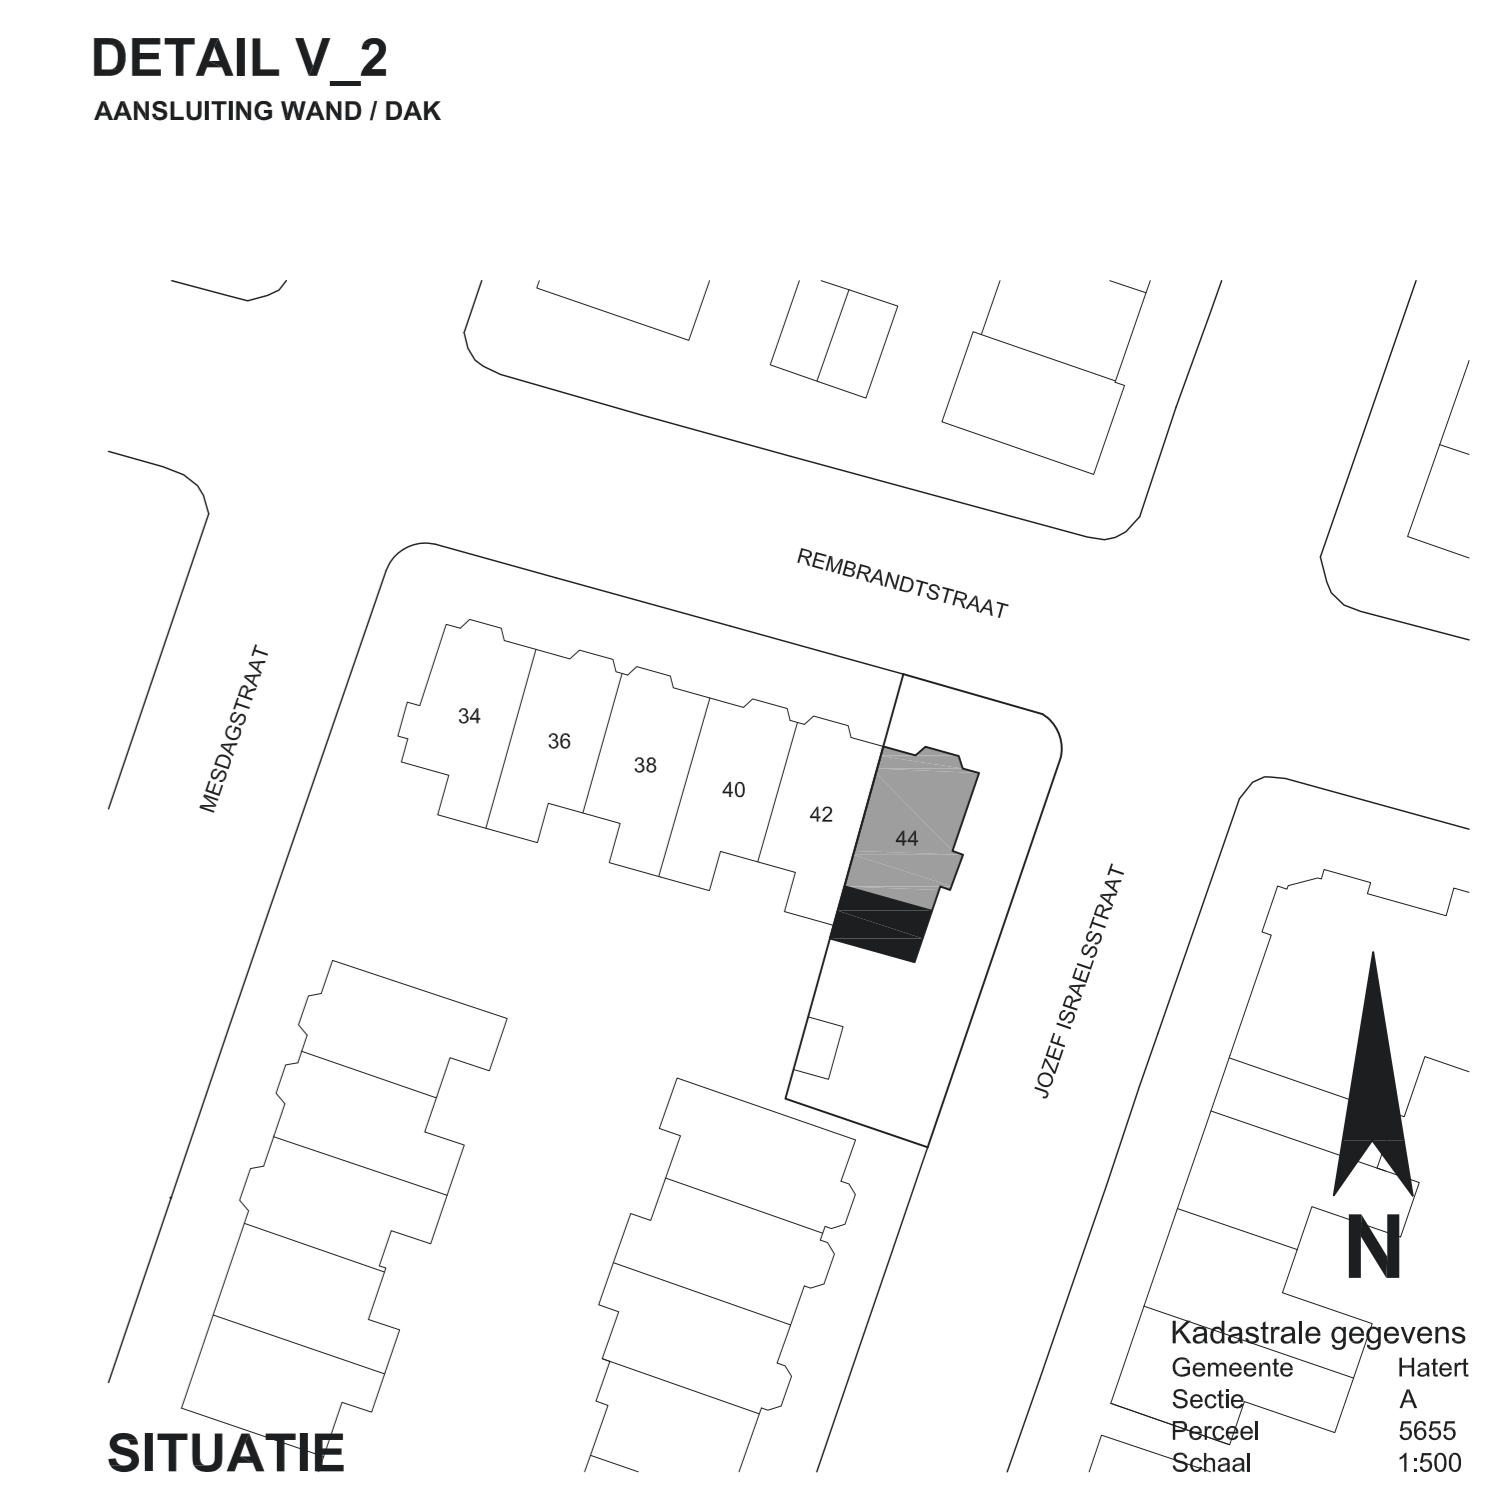 DETAIL V_2
AANSLUITING WAND / DAK
REMBRANDTSTRAAT
MESDAGSTRAAT
34
36
38
40
42
44
JOZEF ISRAELSSTRAAT
N
Kadastrale gegevens
Gemeente Hatert
Sectie A
Perceel 5655
Schaal 1:500
SITUATIE